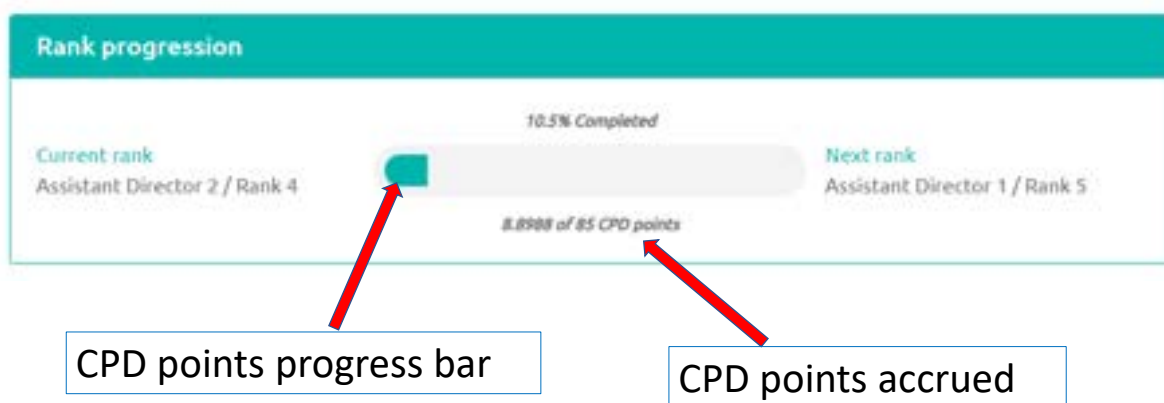 Rank progression
10.5% Completed
Current rank
Assistant Director 2 / Rank 4
Next rank
Assistant Director 1 / Rank 5
8.8988 of 85 CPD points
CPD points progress bar
CPD points accrued